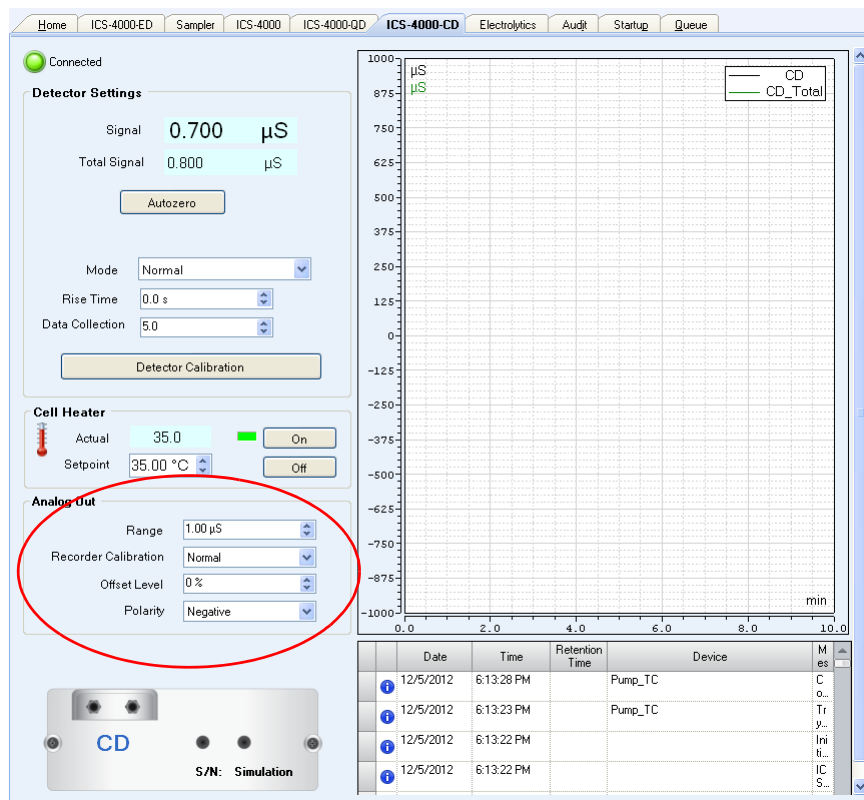 Home ICS-4000-ED Sampler ICS-4000 ICS-4000-QD ICS-4000-CD Electrolytics Audit Startup Queue
Connected
Detector Settings
Signal 0.700 µS
Total Signal 0.800 µS
Autozero
Mode Normal
Rise Time 0.0 s
Data Collection 5.0
Detector Calibration
Cell Heater
Actual 35.0 On
Setpoint 35.00 °C Off
Analog Out
Range 1.00 µS
Recorder Calibration Normal
Offset Level 0 %
Polarity Negative
CD
S/N: Simulation
µS
µS
CD
CD_Total
1000
875
750
625
500
375
250
125
0
-125
-250
-375
-500
-625
-750
-875
-1000
min
0.0 2.0 4.0 6.0 8.0 10.0
Date Time Retention Time Device Mes
12/5/2012 6:13:28 PM Pump_TC Co...
12/5/2012 6:13:23 PM Pump_TC Try...
12/5/2012 6:13:22 PM Initi...
12/5/2012 6:13:22 PM ICS...